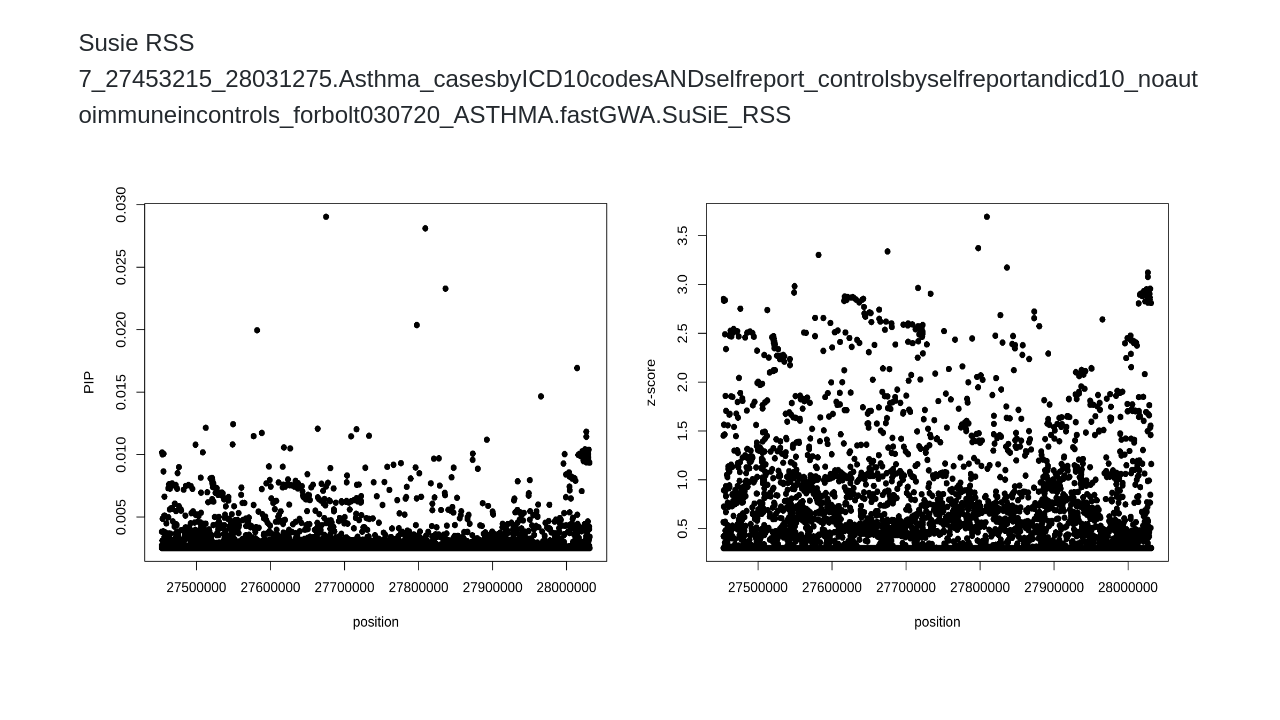 Susie RSS
7_27453215_28031275.Asthma_casesbyICD10codesANDselfreport_controlsbyselfreportandicd10_noaut
oimmuneincontrols_forbolt030720_ASTHMA.fastGWA.SuSiE_RSS
PIP
0.030
0.025
0.020
0.015
0.010
0.005
27500000 27600000 27700000 27800000 27900000 28000000
position
z-score
3.5
3.0
2.5
2.0
1.5
1.0
0.5
27500000 27600000 27700000 27800000 27900000 28000000
position